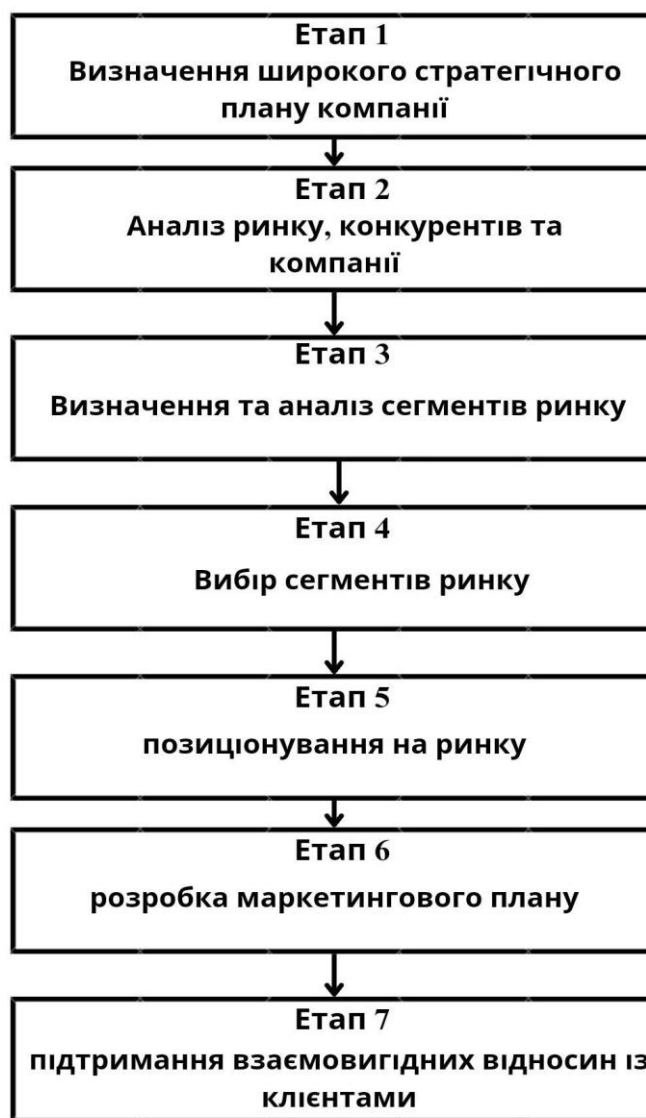 Етап 1
Визначення широкого стратегічного
плану компанії
Етап 2
Аналіз ринку, конкурентів та
компанії
Етап 3
Визначення та аналіз сегментів ринку
Етап 4
Вибір сегментів ринку
Етап 5
позиціонування на ринку
Етап 6
розробка маркетингового плану
Етап 7
підтримання взаємовигідних відносин із
клієнтами